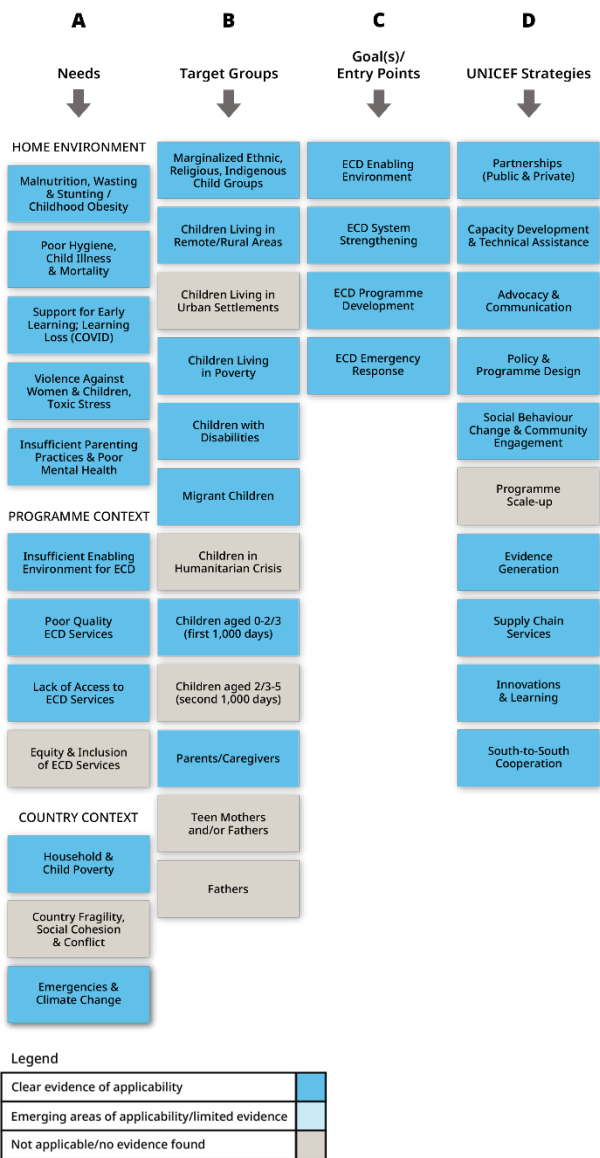 A
Needs
HOME ENVIRONMENT
Malnutrition, Wasting
& Stunting /
Childhood Obesity
Poor Hygiene,
Child Illness
& Mortality
Support for Early
Learning; Learning
Loss (COVID)
Violence Against
Women & Children,
Toxic Stress
Insufficient Parenting
Practices & Poor
Mental Health
PROGRAMME CONTEXT
Insufficient Enabling
Environment for ECD
Poor Quality
ECD Services
Lack of Access to
ECD Services
Equity & Inclusion
of ECD Services
COUNTRY CONTEXT
Household &
Child Poverty
Country Fragility,
Social Cohesion
& Conflict
Emergencies &
Climate Change
B
Target Groups
Marginalized Ethnic,
Religious, Indigenous
Child Groups
Children Living in
Remote/Rural Areas
Children Living in
Urban Settlements
Children Living
in Poverty
Children with
Disabilities
Migrant Children
Children in
Humanitarian Crisis
Children aged 0-2/3
(first 1,000 days)
Children aged 2/3-5
(second 1,000 days)
Parents/Caregivers
Teen Mothers
and/or Fathers
Fathers
C
Goal(s)/
Entry Points
ECD Enabling
Environment
ECD System
Strengthening
ECD Programme
Development
ECD Emergency
Response
D
UNICEF Strategies
Partnerships
(Public & Private)
Capacity Development
& Technical Assistance
Advocacy &
Communication
Policy &
Programme Design
Social Behaviour
Change & Community
Engagement
Programme
Scale-up
Evidence
Generation
Supply Chain
Services
Innovations
& Learning
South-to-South
Cooperation
Legend
Clear evidence of applicability
Emerging areas of applicability/limited evidence
Not applicable/no evidence found